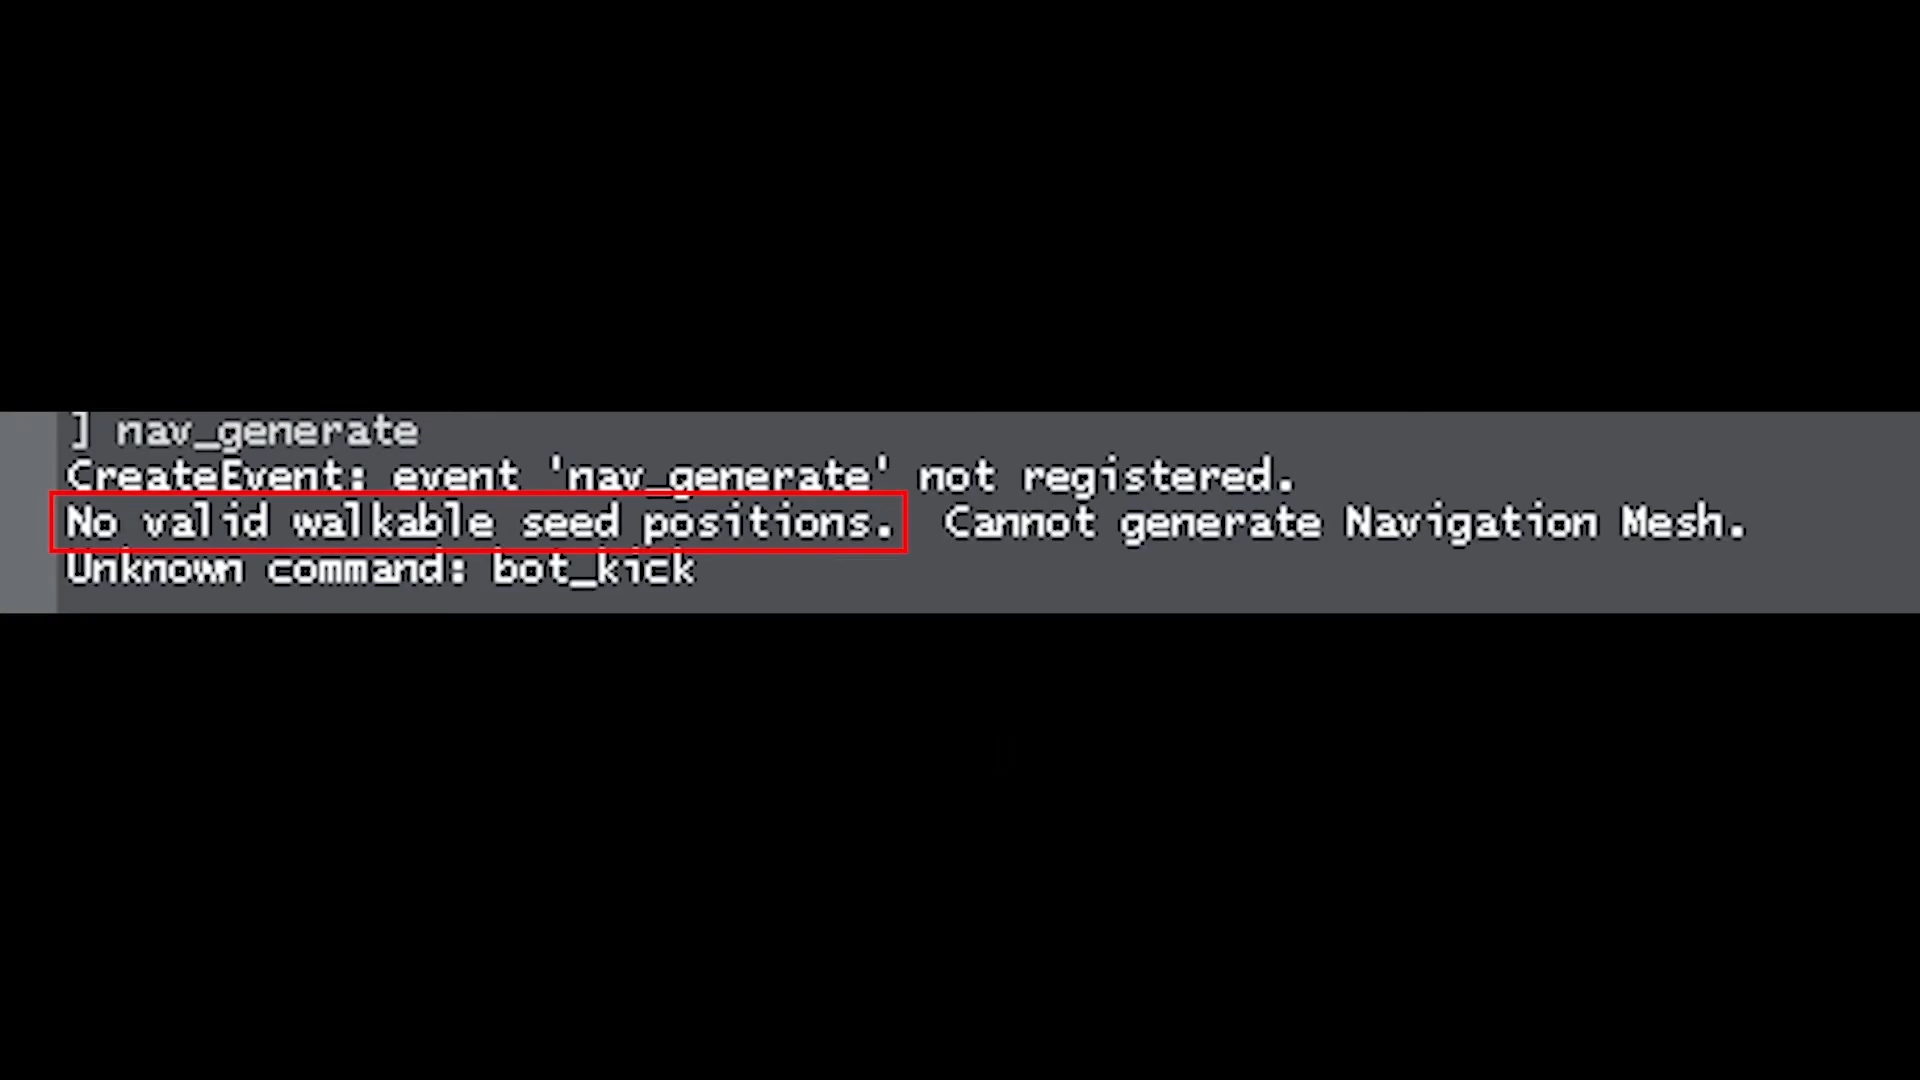 ] nav_generate
CreateEvent: event 'nav_generate' not registered.
No valid walkable seed positions.  Cannot generate Navigation Mesh.
Unknown command: bot_kick